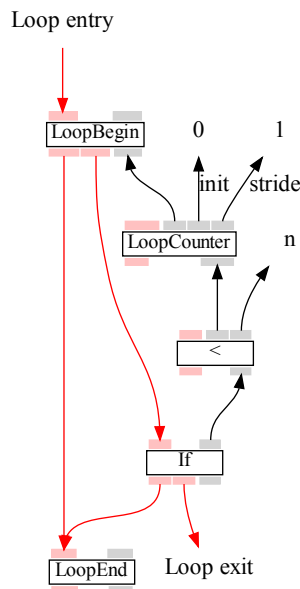 Loop entry
LoopBegin
0
1
init
stride
LoopCounter
n
<
If
Loop exit
LoopEnd